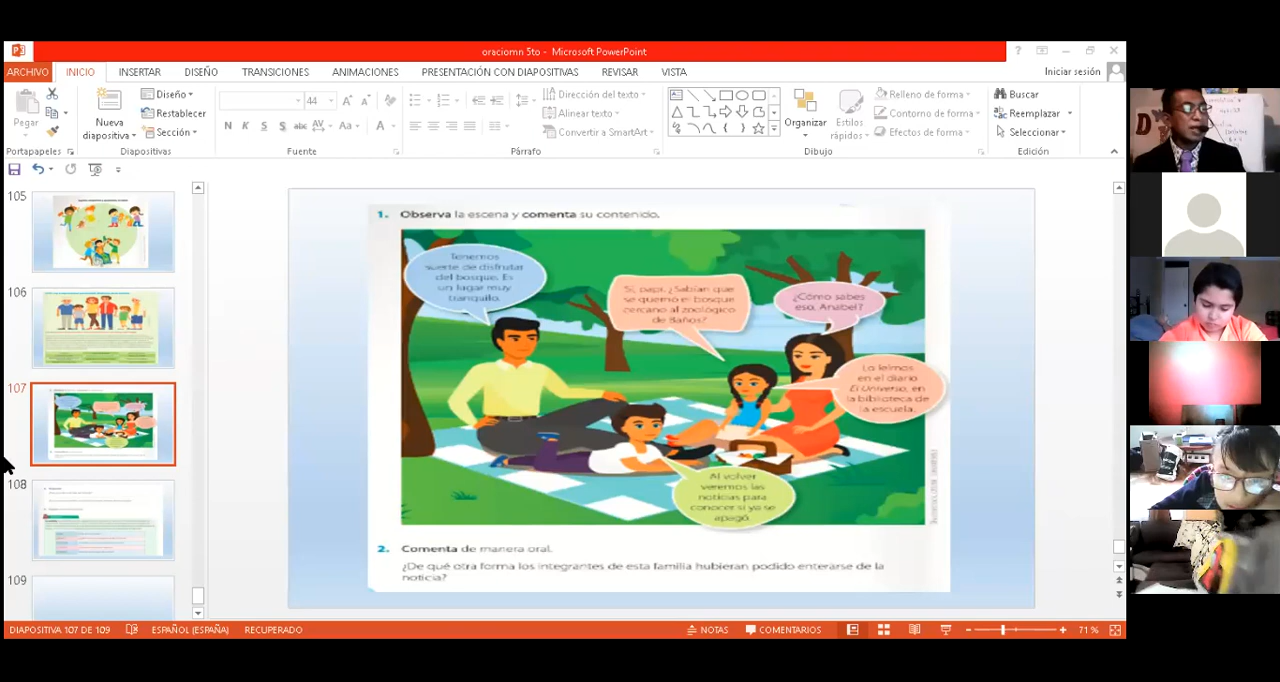 oraciomn 5to - Microsoft PowerPoint
ARCHIVO INICIO INSERTAR DISEÑO TRANSICIONES ANIMACIONES PRESENTACIÓN CON DIAPOSITIVAS REVISAR VISTA Iniciar sesión
Pegar
Nueva diapositiva
Diseño
Restablecer
Sección
44
N K S abc AV Aa A
Dirección del texto
Alinear texto
Convertir a SmartArt
Organizar
Estilos rápidos
Relleno de forma
Contorno de forma
Efectos de forma
Buscar
Reemplazar
Seleccionar
Portapapeles Diapositivas Fuente Párrafo Dibujo Edición
105
106
107
108
109
1. Observa la escena y comenta su contenido.
Tenemos
suerte de disfrutar
del bosque. Es
un lugar muy
tranquilo.
Sí, papi. ¿Sabían que
se quemó el bosque
cercano al zoológico
de Baños?
¿Cómo sabes
eso, Anabel?
Lo leímos
en el diario
El Universo, en
la biblioteca de
la escuela.
Al volver
veremos las
noticias para
conocer si ya se
apagó.
2. Comenta de manera oral.
¿De qué otra forma los integrantes de esta familia hubieran podido enterarse de la
noticia?
DIAPOSITIVA 107 DE 109 ESPAÑOL (ESPAÑA) RECUPERADO NOTAS COMENTARIOS 71 %